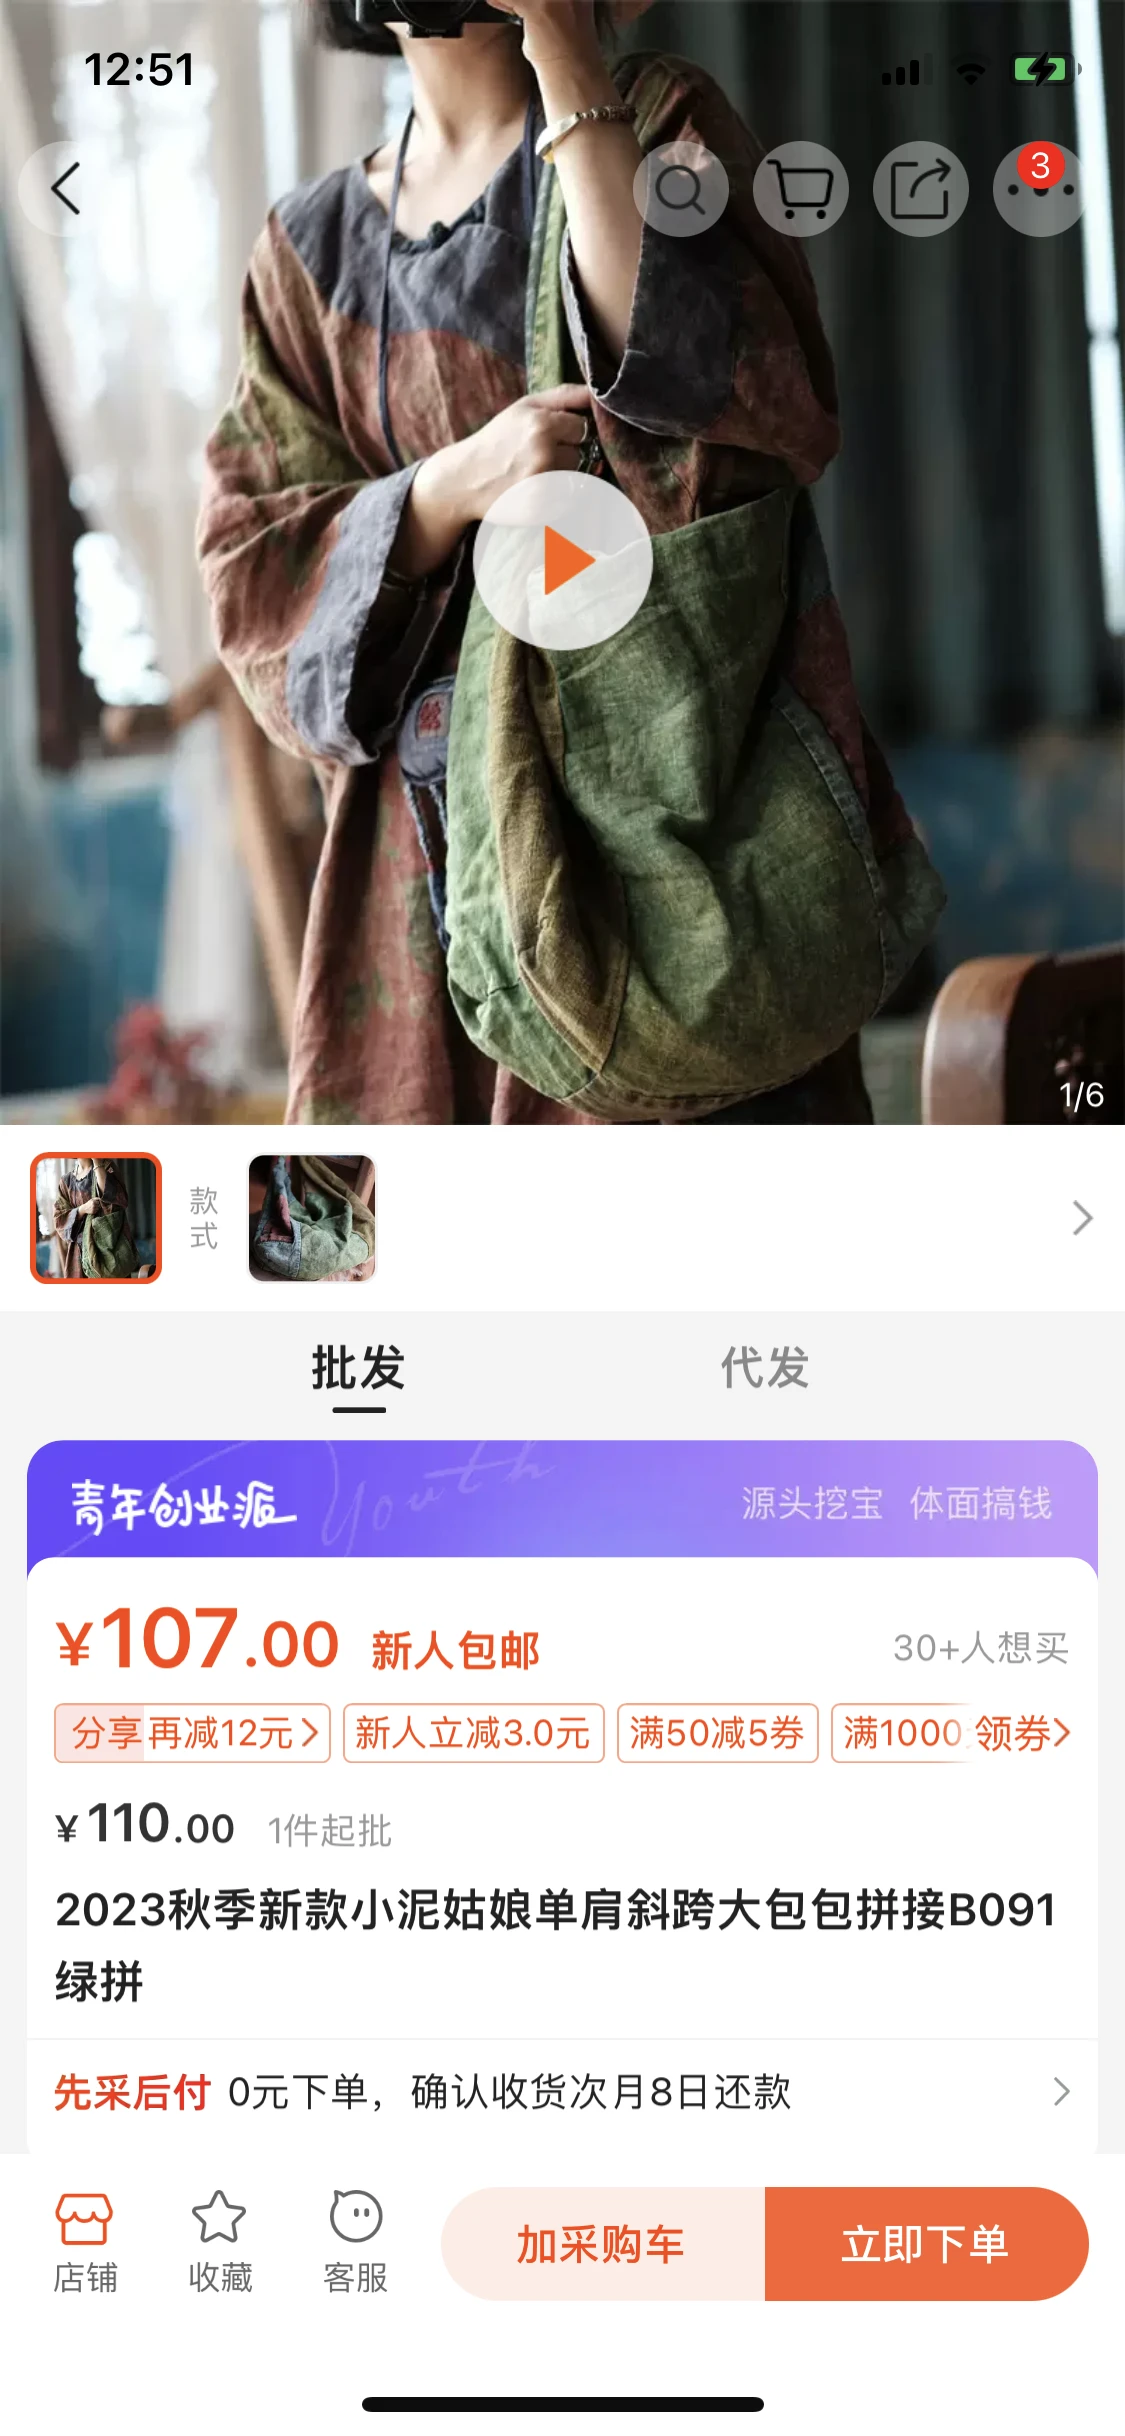 12:51
3
1/6
款式
批发
代发
青年创业派
Youth
源头挖宝 体面搞钱
¥107.00 新人包邮
30+人想买
分享再减12元
新人立减3.0元
满50减5券
满1000
领券
¥110.00 1件起批
2023秋季新款小泥姑娘单肩斜跨大包包拼接B091
绿拼
先采后付 0元下单，确认收货次月8日还款
店铺
收藏
客服
加采购车
立即下单